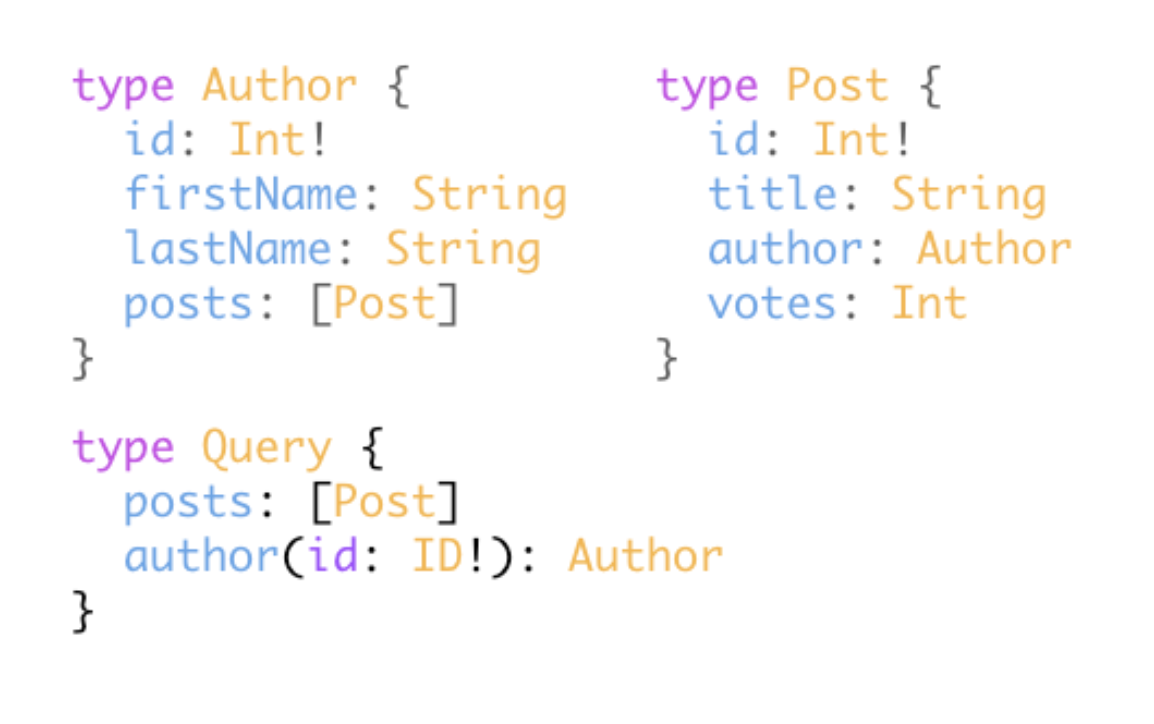 type Author {
  id: Int!
  firstName: String
  lastName: String
  posts: [Post]
}
type Post {
  id: Int!
  title: String
  author: Author
  votes: Int
}
type Query {
  posts: [Post]
  author(id: ID!): Author
}